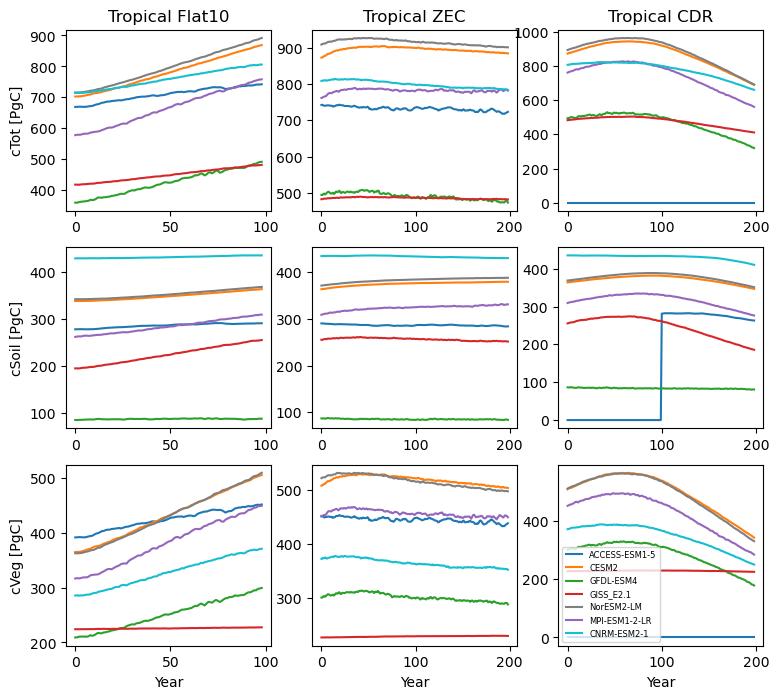 Tropical Flat10 Tropical ZEC Tropical CDR
cTot [PgC]
900
800
700
600
500
400
0 50 100
900
800
700
600
500
0 100 200
1000
800
600
400
200
0
0 100 200
cSoil [PgC]
400
300
200
100
0 50 100
400
300
200
100
0 100 200
400
300
200
100
0
0 100 200
cVeg [PgC]
500
400
300
200
0 50 100
Year
500
400
300
0 100 200
Year
400
200
0
0 100 200
Year
ACCESS-ESM1-5
CESM2
GFDL-ESM4
GISS_E2.1
NorESM2-LM
MPI-ESM1-2-LR
CNRM-ESM2-1